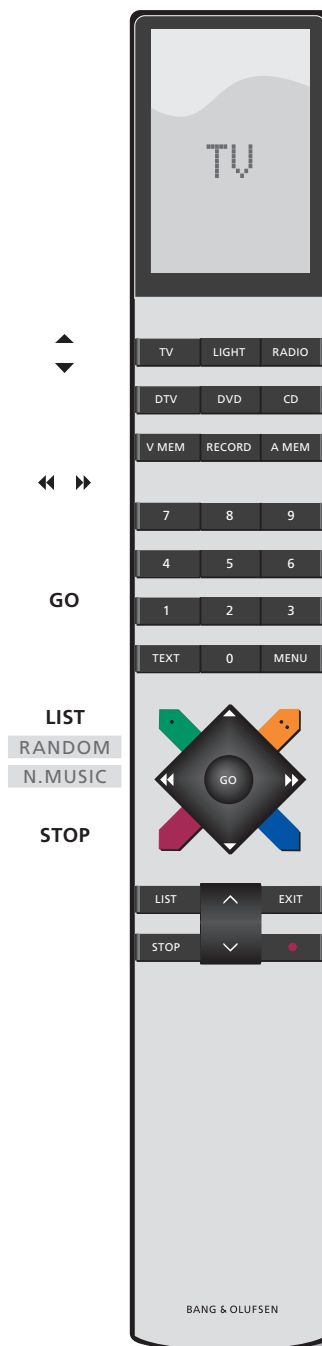 TV
TV LIGHT RADIO
DTV DVD CD
V MEM RECORD A MEM
7 8 9
4 5 6
GO
1 2 3
TEXT 0 MENU
LIST
RANDOM
N.MUSIC
GO
STOP
LIST EXIT
STOP
BANG & OLUFSEN